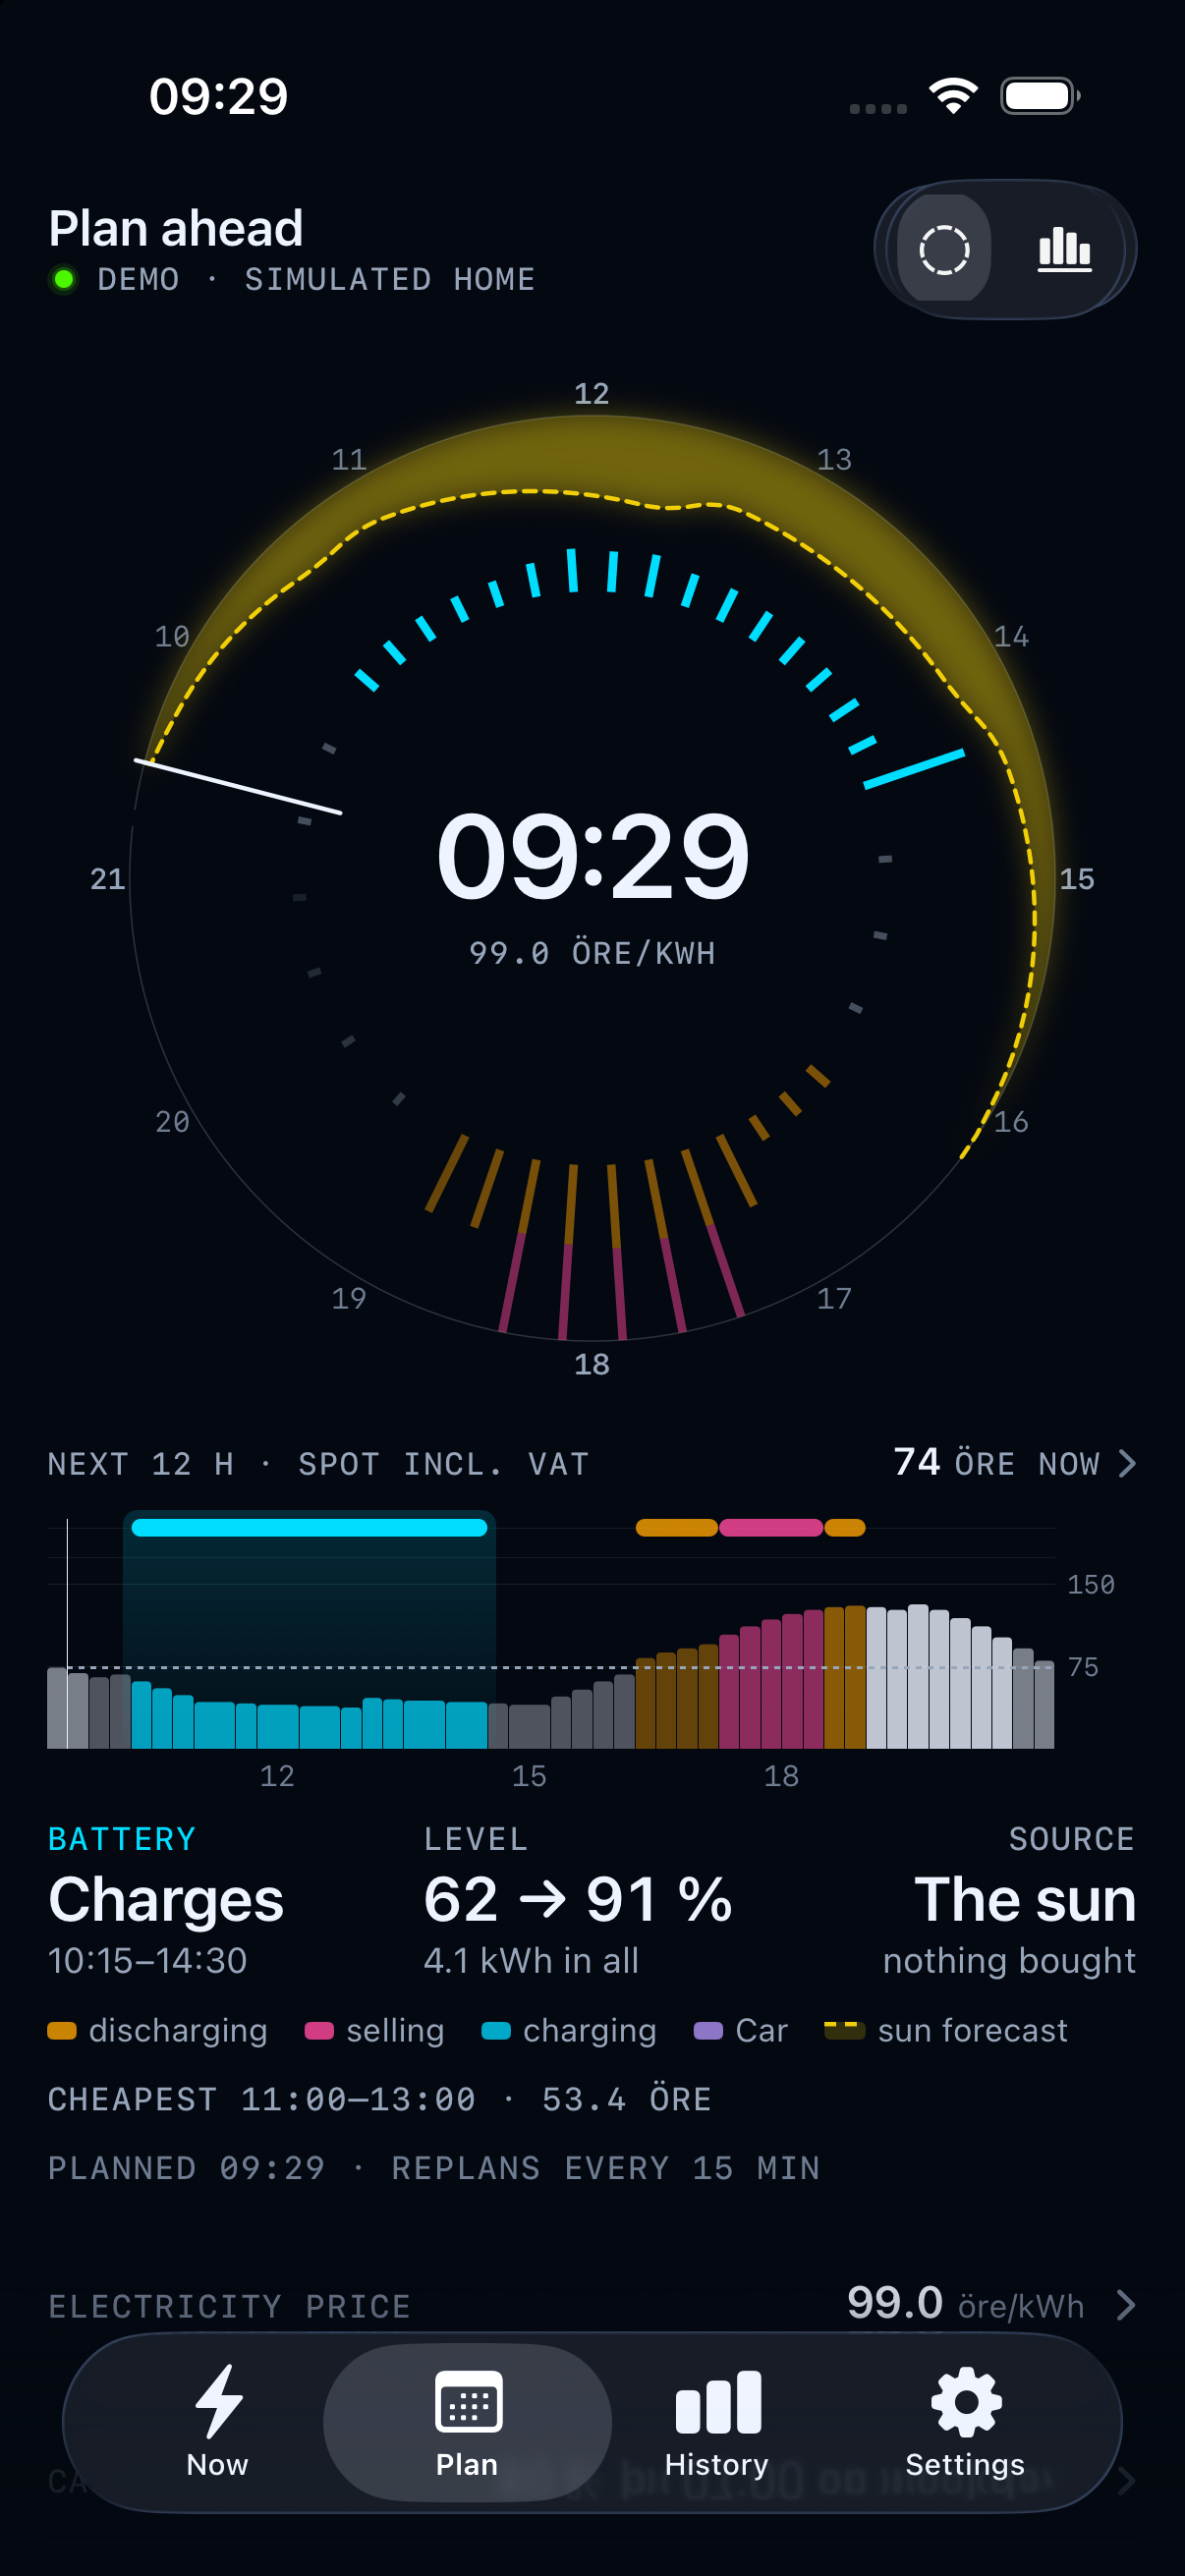 09:29
Plan ahead
DEMO · SIMULATED HOME
12
11
13
10
14
09:29
99.0 ÖRE/KWH
21
15
20
16
19
17
18
NEXT 12 H · SPOT INCL. VAT
74 ÖRE NOW
150
75
12 15 18
BATTERY LEVEL SOURCE
Charges 62 → 91 % The sun
10:15–14:30 4.1 kWh in all nothing bought
discharging selling charging Car sun forecast
CHEAPEST 11:00–13:00 · 53.4 ÖRE
PLANNED 09:29 · REPLANS EVERY 15 MIN
ELECTRICITY PRICE 99.0 öre/kWh
Now Plan History Settings